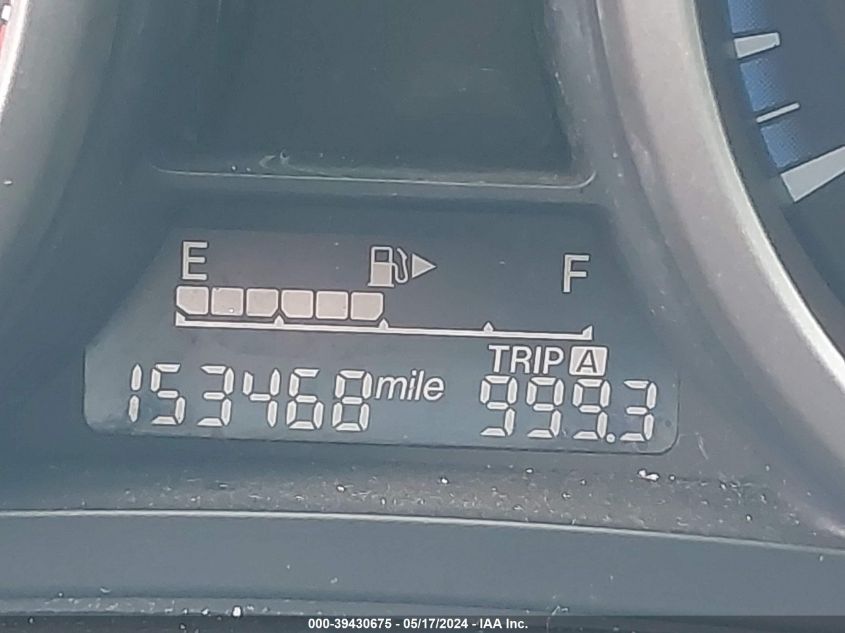 E F
TRIP A
153468 mile 999.3
000-39430675 - 05/17/2024 - IAA Inc.